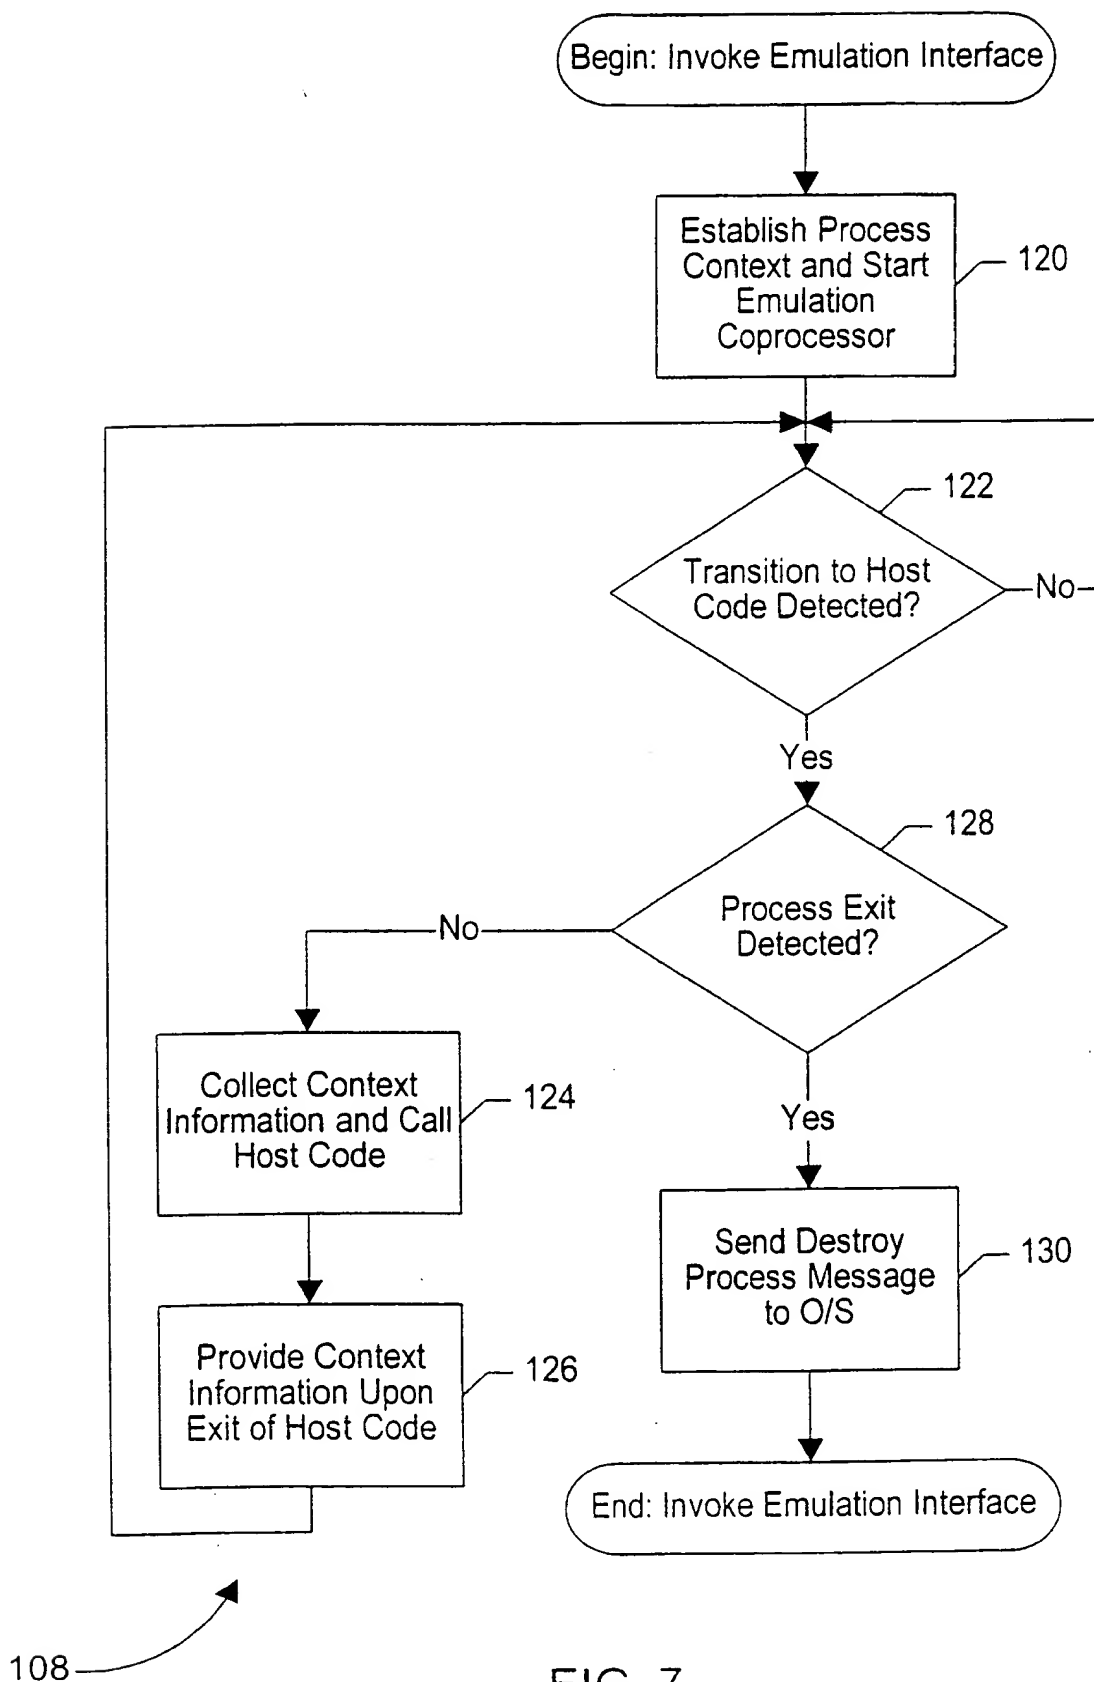 Begin: Invoke Emulation Interface
Establish Process
Context and Start
Emulation
Coprocessor
120
122
Transition to Host
Code Detected?
No
Yes
128
Process Exit
Detected?
No
Collect Context
Information and Call
Host Code
124
Yes
Send Destroy
Process Message
to O/S
130
Provide Context
Information Upon
Exit of Host Code
126
End: Invoke Emulation Interface
108
FIG. 7